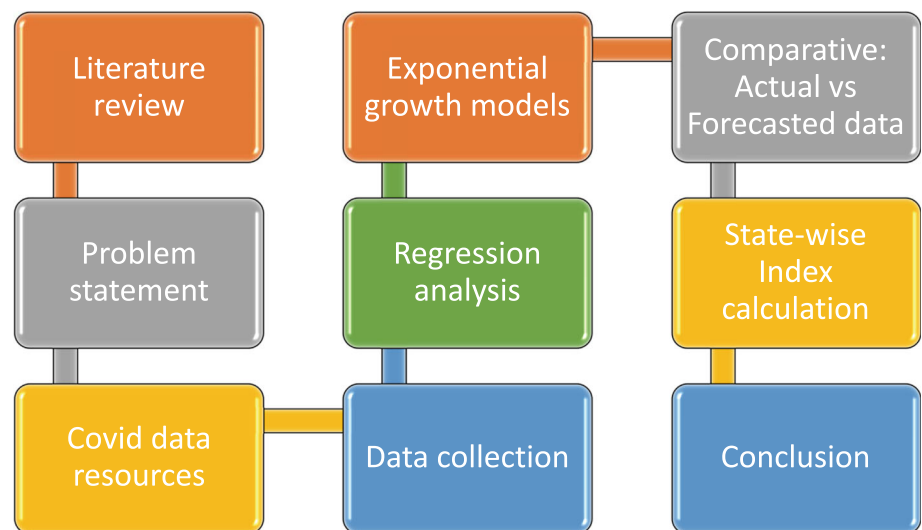 Literature
review
Problem
statement
Covid data
resources
Data collection
Regression
analysis
Exponential
growth models
Comparative:
Actual vs
Forecasted data
State-wise
Index
calculation
Conclusion